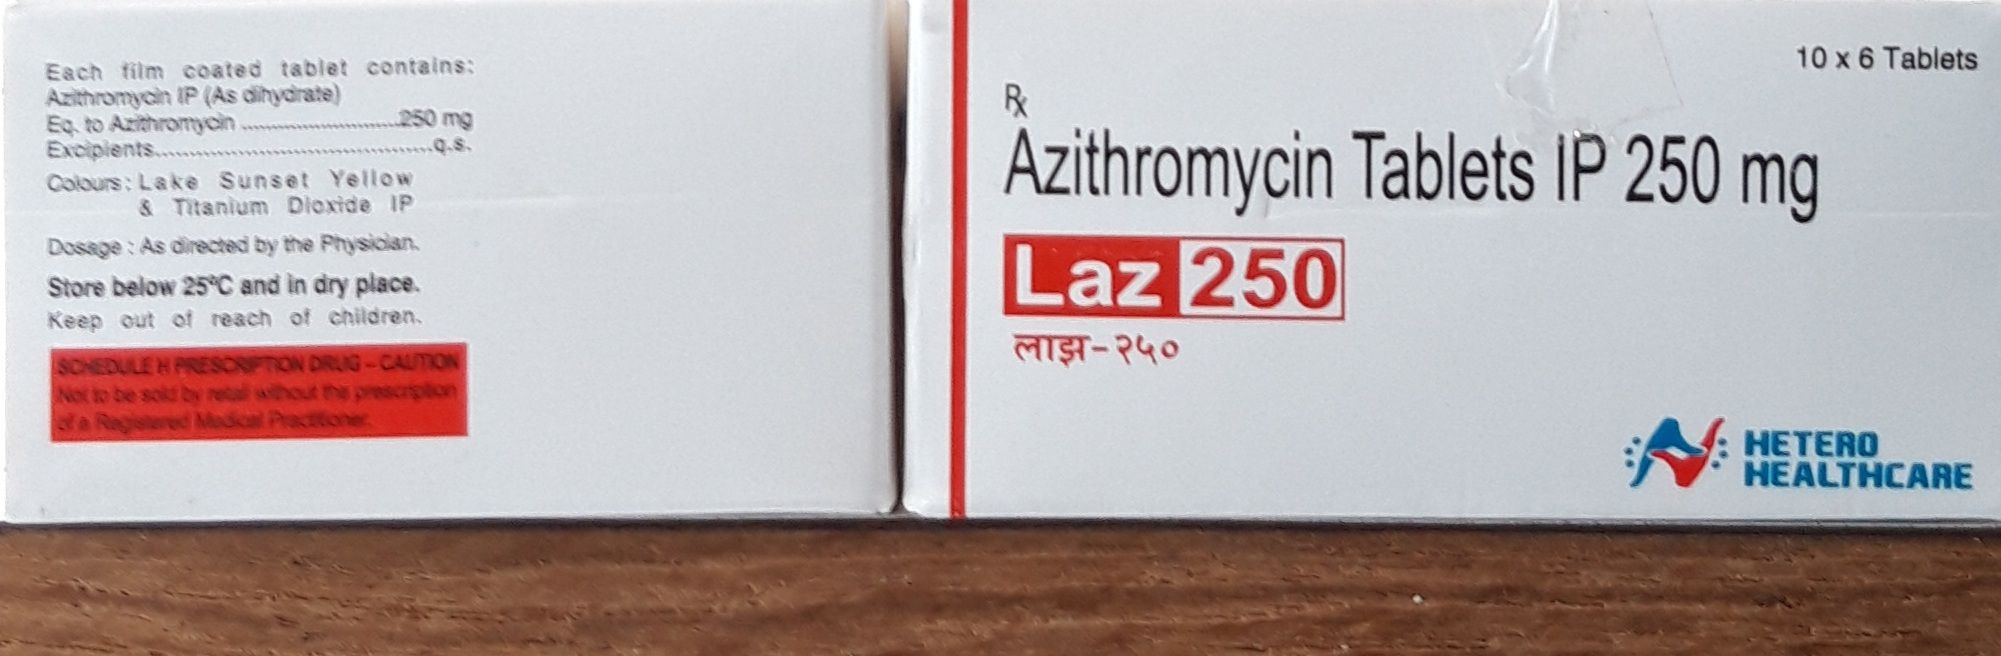 Each film coated tablet contains:
Azithromycin IP (As dihydrate)
Eq. to Azithromycin ..............................250 mg
Excipients..........................................q.s.
Colours: Lake Sunset Yellow
& Titanium Dioxide IP
Dosage : As directed by the Physician.
Store below 25°C and in dry place.
Keep out of reach of children.
SCHEDULE H PRESCRIPTION DRUG – CAUTION
Not to be sold by retail without the prescription
of a Registered Medical Practitioner.
10 x 6 Tablets
Rx
Azithromycin Tablets IP 250 mg
Laz 250
लाझ-२५०
HETERO
HEALTHCARE